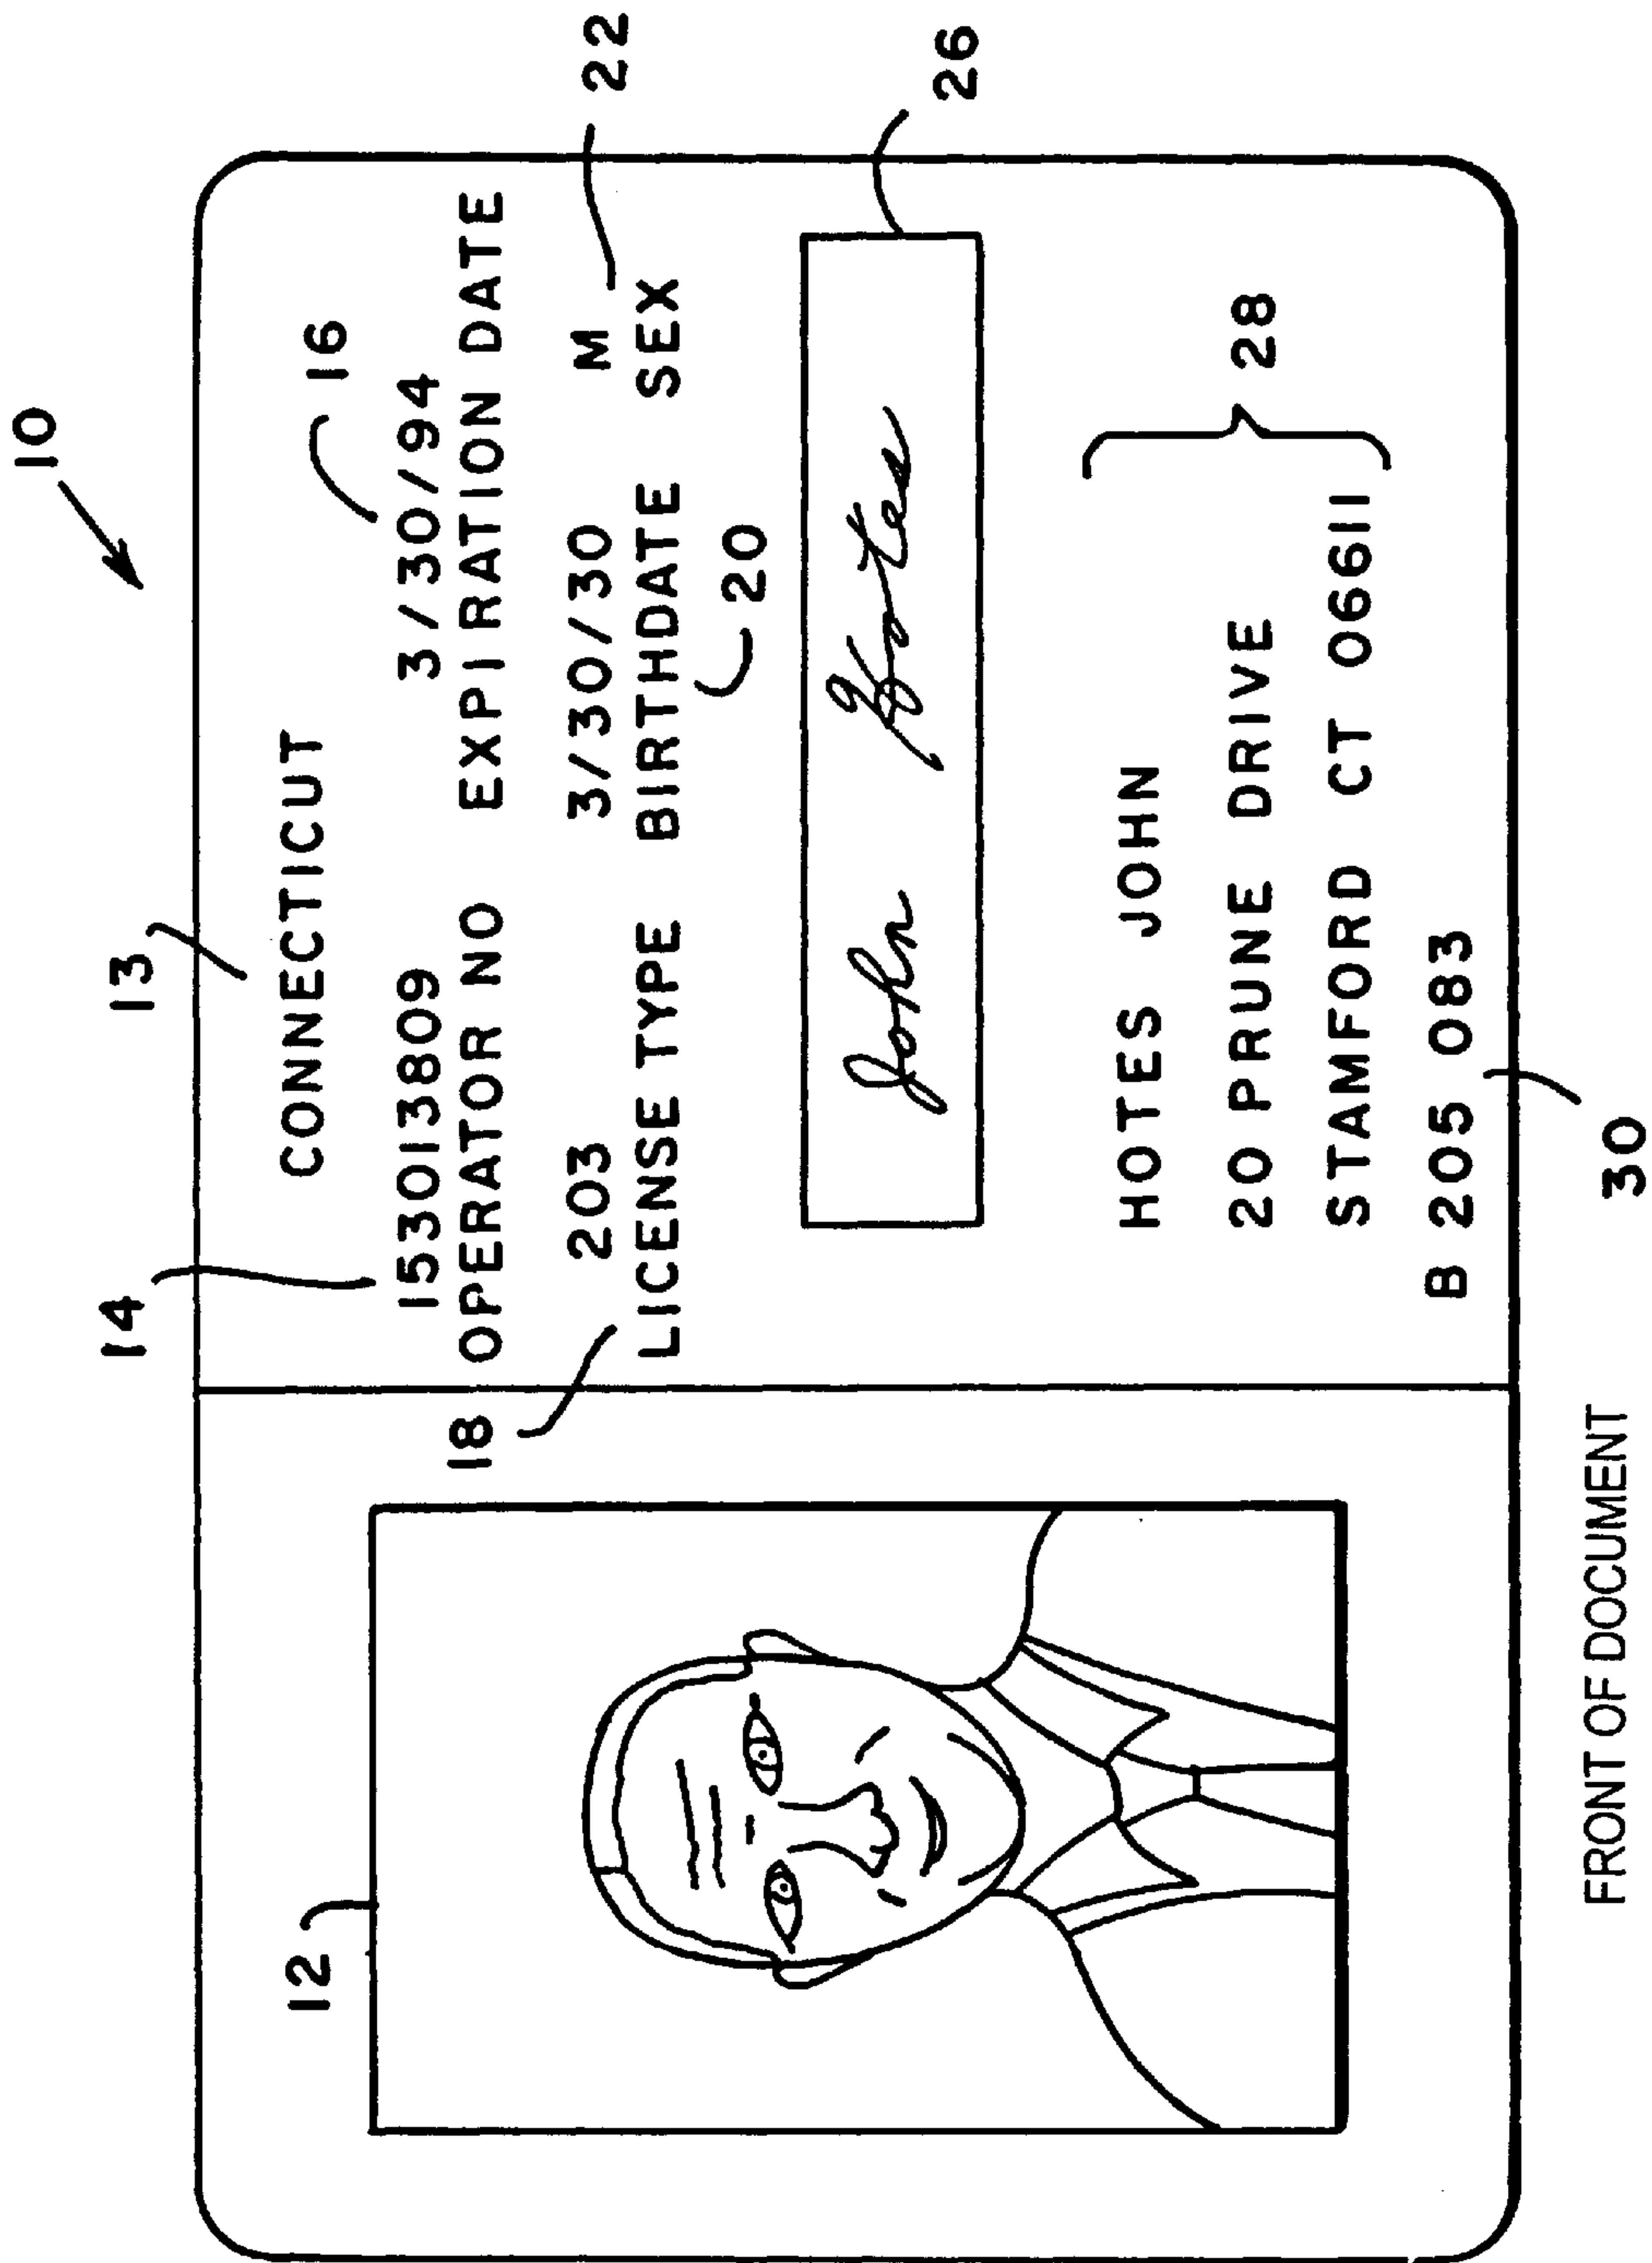 10
13
CONNECTICUT
14
16
153013809 3/30/94
OPERATOR NO EXPIRATION DATE
12
18
203 3/30/30 M 22
LICENSE TYPE BIRTHDATE SEX
20
John Hotes
26
HOTES JOHN
20 PRUNE DRIVE
28
STAMFORD CT 06611
B 205 083
30
FRONT OF DOCUMENT